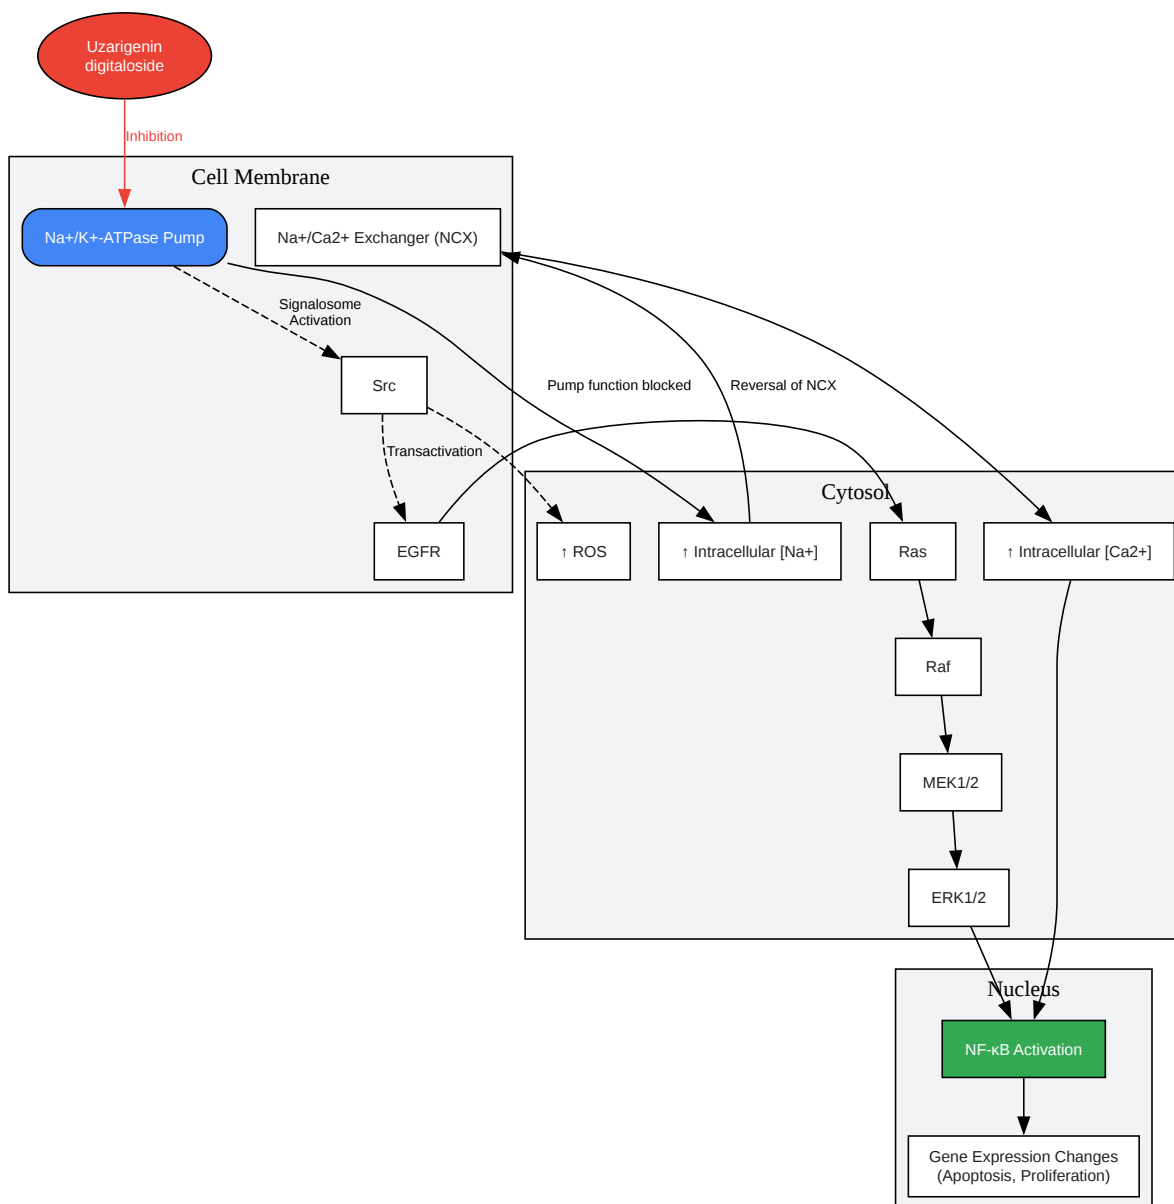 Uzarigenin
digitaloside
Inhibition
Cell Membrane
Na+/K+-ATPase Pump
Na+/Ca2+ Exchanger (NCX)
Signalosome
Activation
Src
Pump function blocked
Reversal of NCX
Transactivation
Cytosol
EGFR
↑ ROS
↑ Intracellular [Na+]
Ras
↑ Intracellular [Ca2+]
Raf
MEK1/2
ERK1/2
Nucleus
NF-κB Activation
Gene Expression Changes
(Apoptosis, Proliferation)